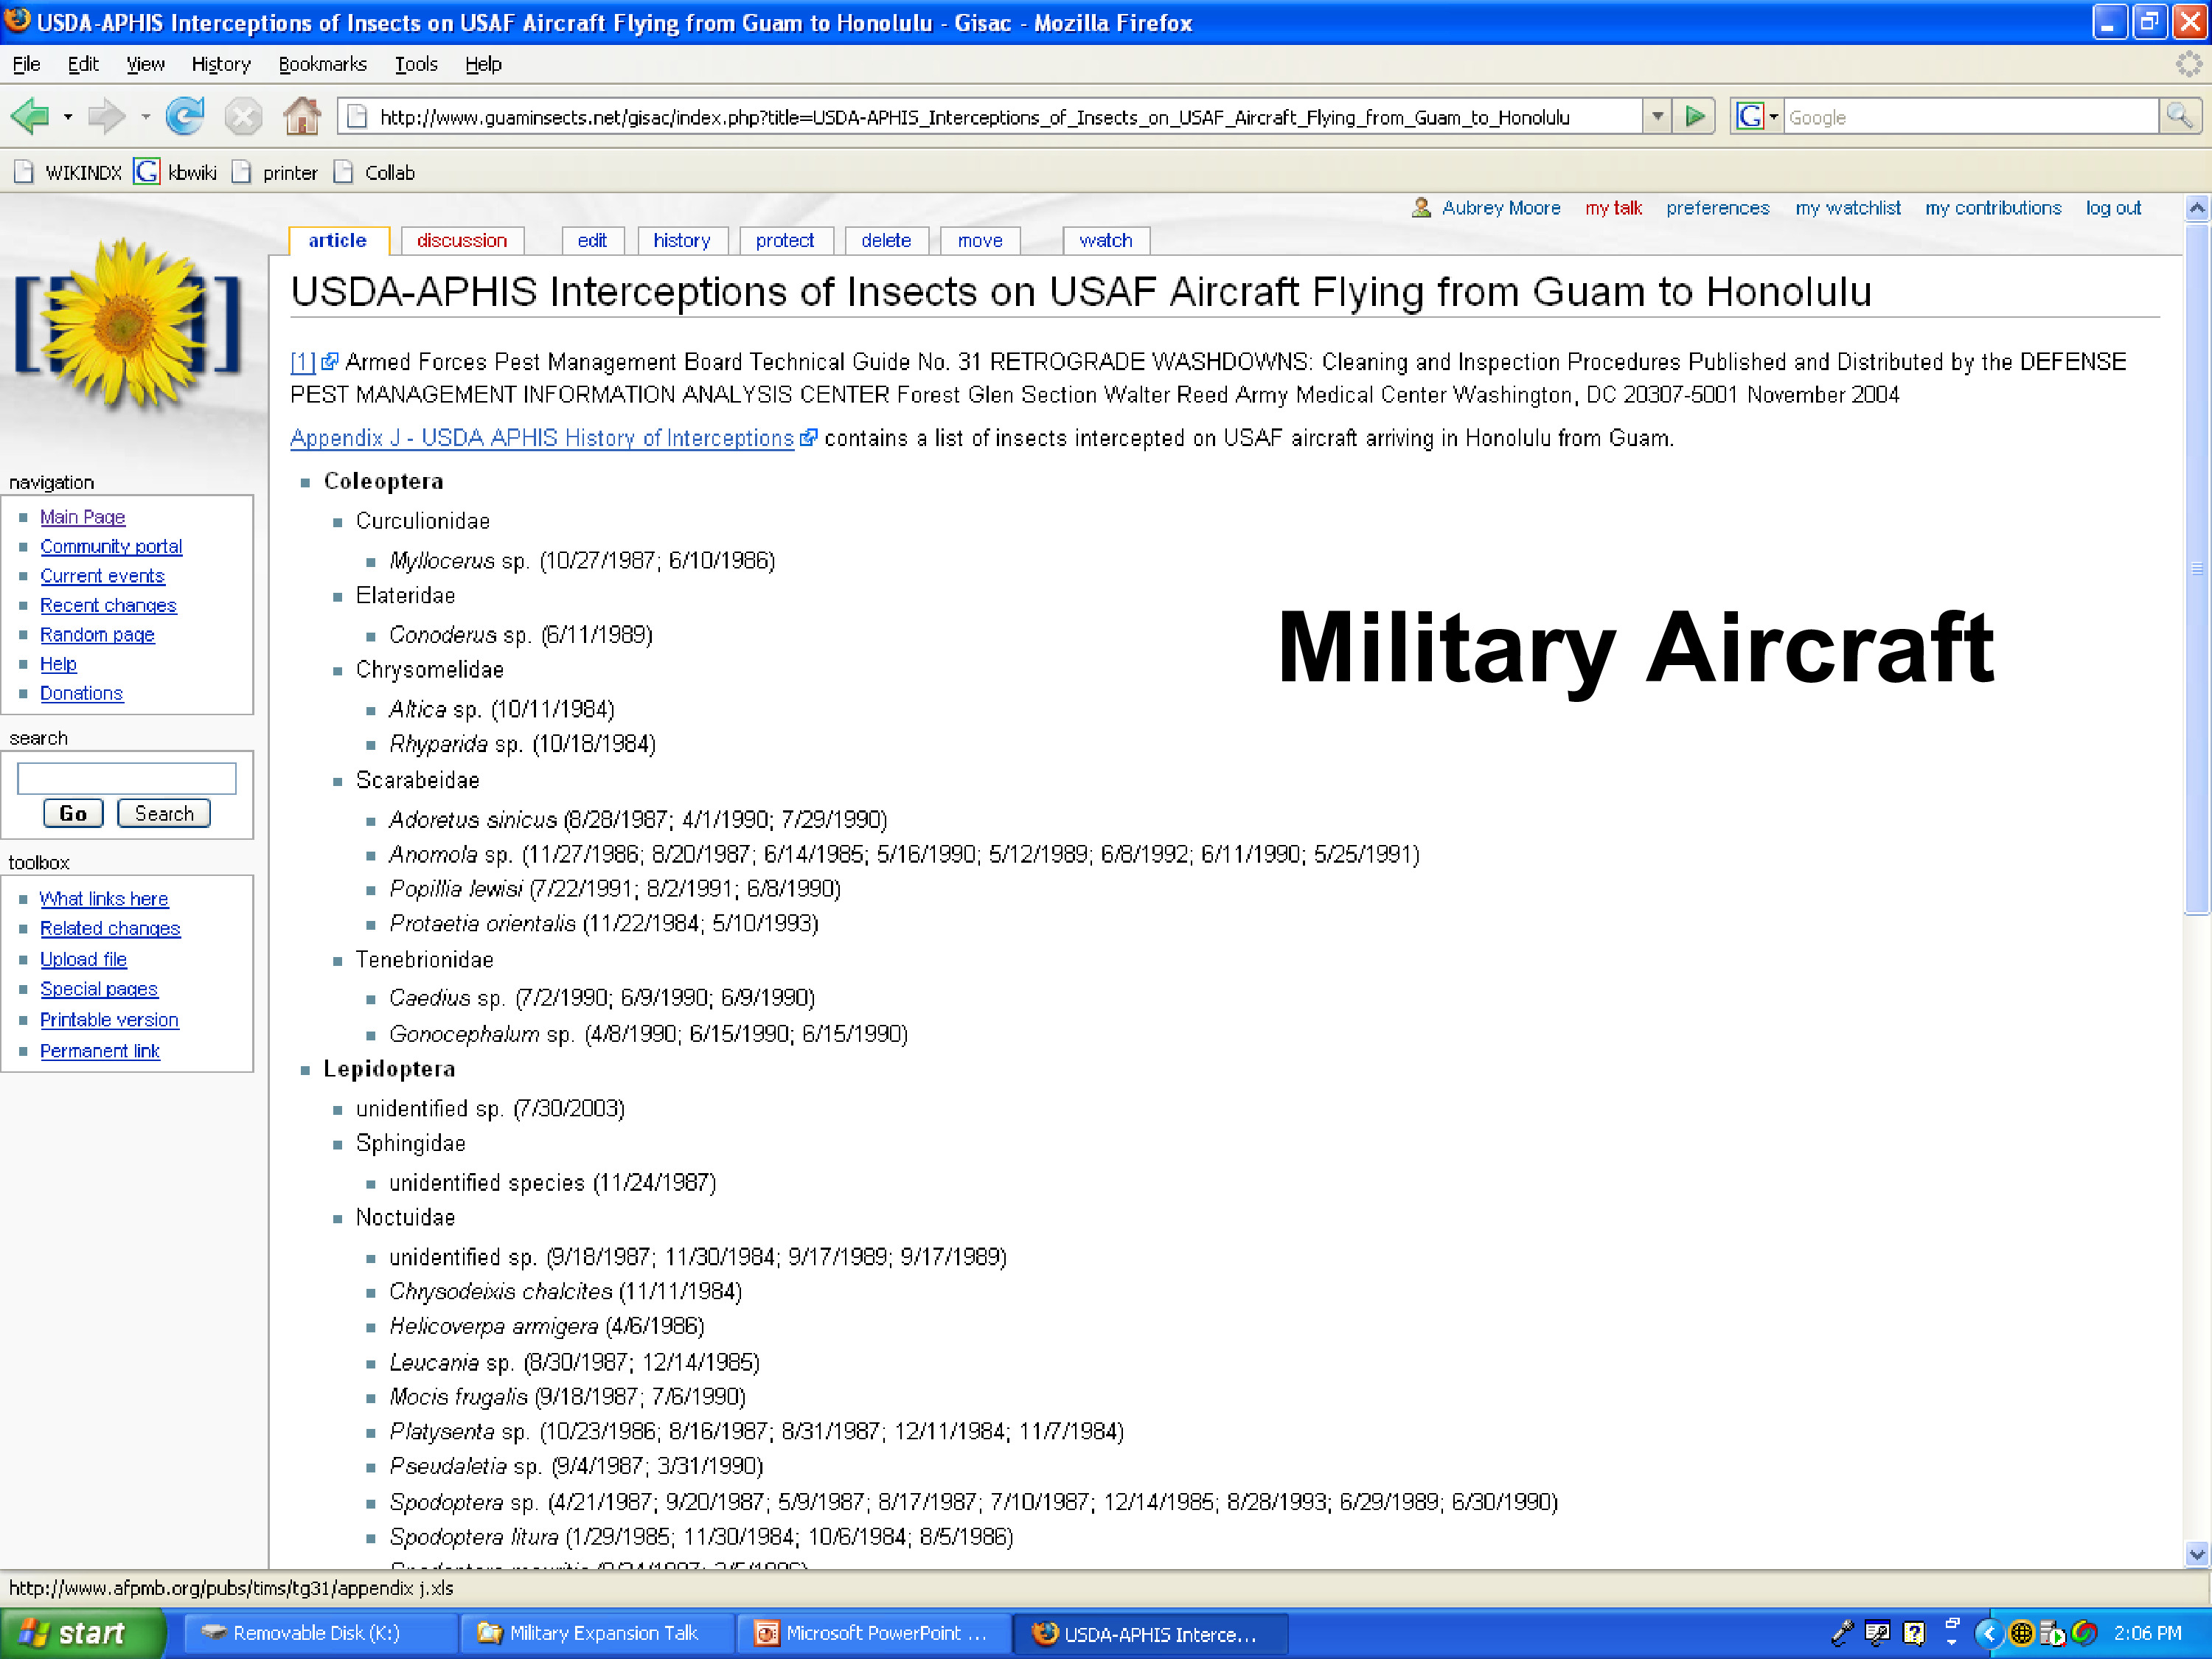 USDA-APHIS Interceptions of Insects on USAF Aircraft Flying from Guam to Honolulu - Gisac - Mozilla Firefox
File Edit View History Bookmarks Tools Help
http://www.guaminsects.net/gisac/index.php?title=USDA-APHIS_Interceptions_of_Insects_on_USAF_Aircraft_Flying_from_Guam_to_Honolulu
G Google
WIKINDX G kbwiki printer Collab
Aubrey Moore my talk preferences my watchlist my contributions log out
article discussion edit history protect delete move watch
USDA-APHIS Interceptions of Insects on USAF Aircraft Flying from Guam to Honolulu
[1] Armed Forces Pest Management Board Technical Guide No. 31 RETROGRADE WASHDOWNS: Cleaning and Inspection Procedures Published and Distributed by the DEFENSE
PEST MANAGEMENT INFORMATION ANALYSIS CENTER Forest Glen Section Walter Reed Army Medical Center Washington, DC 20307-5001 November 2004
Appendix J - USDA APHIS History of Interceptions contains a list of insects intercepted on USAF aircraft arriving in Honolulu from Guam.
Coleoptera
Curculionidae
Myllocerus sp. (10/27/1987; 6/10/1986)
Elateridae
Conoderus sp. (6/11/1989)
Chrysomelidae
Altica sp. (10/11/1984)
Rhyparida sp. (10/18/1984)
Scarabeidae
Adoretus sinicus (8/28/1987; 4/1/1990; 7/29/1990)
Anomola sp. (11/27/1986; 8/20/1987; 6/14/1985; 5/16/1990; 5/12/1989; 6/8/1992; 6/11/1990; 5/25/1991)
Popillia lewisi (7/22/1991; 8/2/1991; 6/8/1990)
Protaetia orientalis (11/22/1984; 5/10/1993)
Tenebrionidae
Caedius sp. (7/2/1990; 6/9/1990; 6/9/1990)
Gonocephalum sp. (4/8/1990; 6/15/1990; 6/15/1990)
Lepidoptera
unidentified sp. (7/30/2003)
Sphingidae
unidentified species (11/24/1987)
Noctuidae
unidentified sp. (9/18/1987; 11/30/1984; 9/17/1989; 9/17/1989)
Chrysodeixis chalcites (11/11/1984)
Helicoverpa armigera (4/6/1986)
Leucania sp. (8/30/1987; 12/14/1985)
Mocis frugalis (9/18/1987; 7/6/1990)
Platysenta sp. (10/23/1986; 8/16/1987; 8/31/1987; 12/11/1984; 11/7/1984)
Pseudaletia sp. (9/4/1987; 3/31/1990)
Spodoptera sp. (4/21/1987; 9/20/1987; 5/9/1987; 8/17/1987; 7/10/1987; 12/14/1985; 8/28/1993; 6/29/1989; 6/30/1990)
Spodoptera litura (1/29/1985; 11/30/1984; 10/6/1984; 8/5/1986)
Military Aircraft
navigation
Main Page
Community portal
Current events
Recent changes
Random page
Help
Donations
search
Go Search
toolbox
What links here
Related changes
Upload file
Special pages
Printable version
Permanent link
http://www.afpmb.org/pubs/tims/tg31/appendix j.xls
start Removable Disk (K:) Military Expansion Talk Microsoft PowerPoint ... USDA-APHIS Interce... 2:06 PM